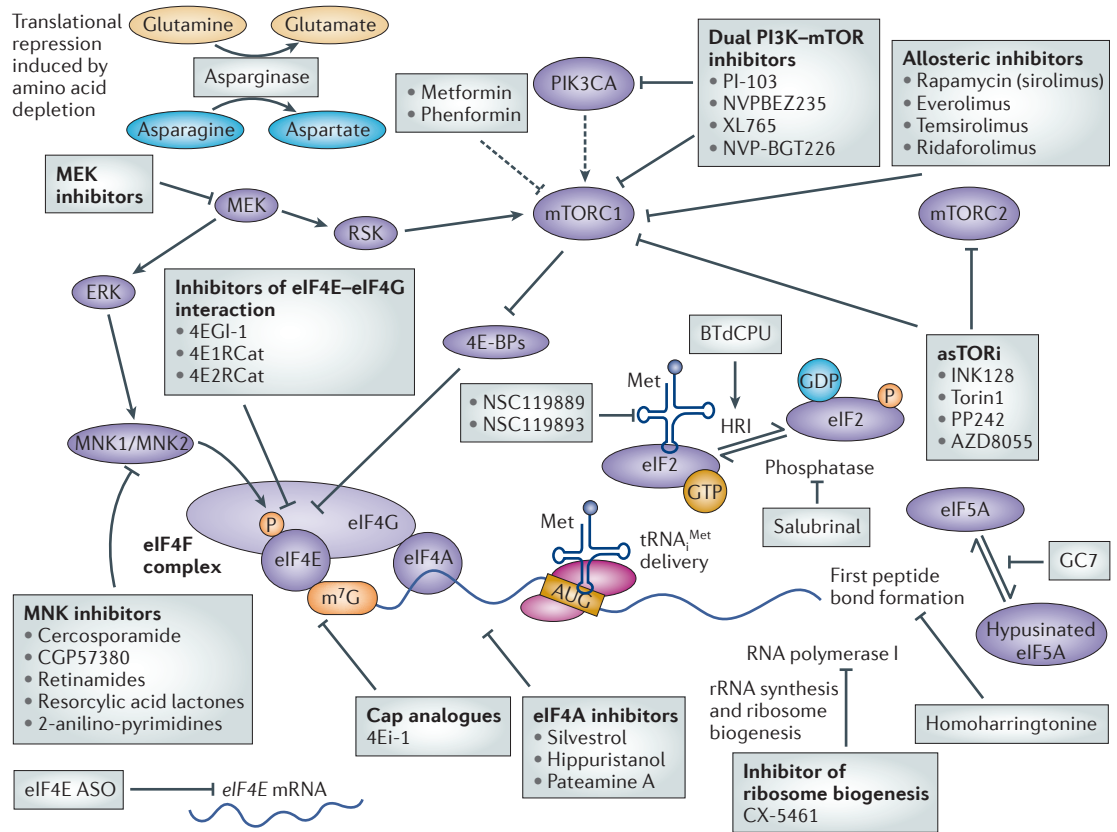 Translational
repression
induced by
amino acid
depletion
Glutamine
Glutamate
Asparginase
Asparagine
Aspartate
• Metformin
• Phenformin
PIK3CA
Dual PI3K–mTOR
inhibitors
• PI-103
• NVPBEZ235
• XL765
• NVP-BGT226
Allosteric inhibitors
• Rapamycin (sirolimus)
• Everolimus
• Temsirolimus
• Ridaforolimus
MEK
inhibitors
MEK
RSK
mTORC1
mTORC2
ERK
Inhibitors of eIF4E–eIF4G
interaction
• 4EGI-1
• 4E1RCat
• 4E2RCat
4E-BPs
BTdCPU
asTORi
• INK128
• Torin1
• PP242
• AZD8055
• NSC119889
• NSC119893
Met
HRI
eIF2
GTP
GDP
P
eIF2
Phosphatase
Salubrinal
MNK1/MNK2
P
eIF4G
eIF4E
eIF4A
m⁷G
eIF4F
complex
Met
AUG
tRNAᵢᴹᵉᵗ
delivery
eIF5A
GC7
Hypusinated
eIF5A
First peptide
bond formation
MNK inhibitors
• Cercosporamide
• CGP57380
• Retinamides
• Resorcylic acid lactones
• 2-anilino-pyrimidines
Cap analogues
4Ei-1
eIF4A inhibitors
• Silvestrol
• Hippuristanol
• Pateamine A
RNA polymerase I
rRNA synthesis
and ribosome
biogenesis
Homoharringtonine
Inhibitor of
ribosome biogenesis
CX-5461
eIF4E ASO
eIF4E mRNA